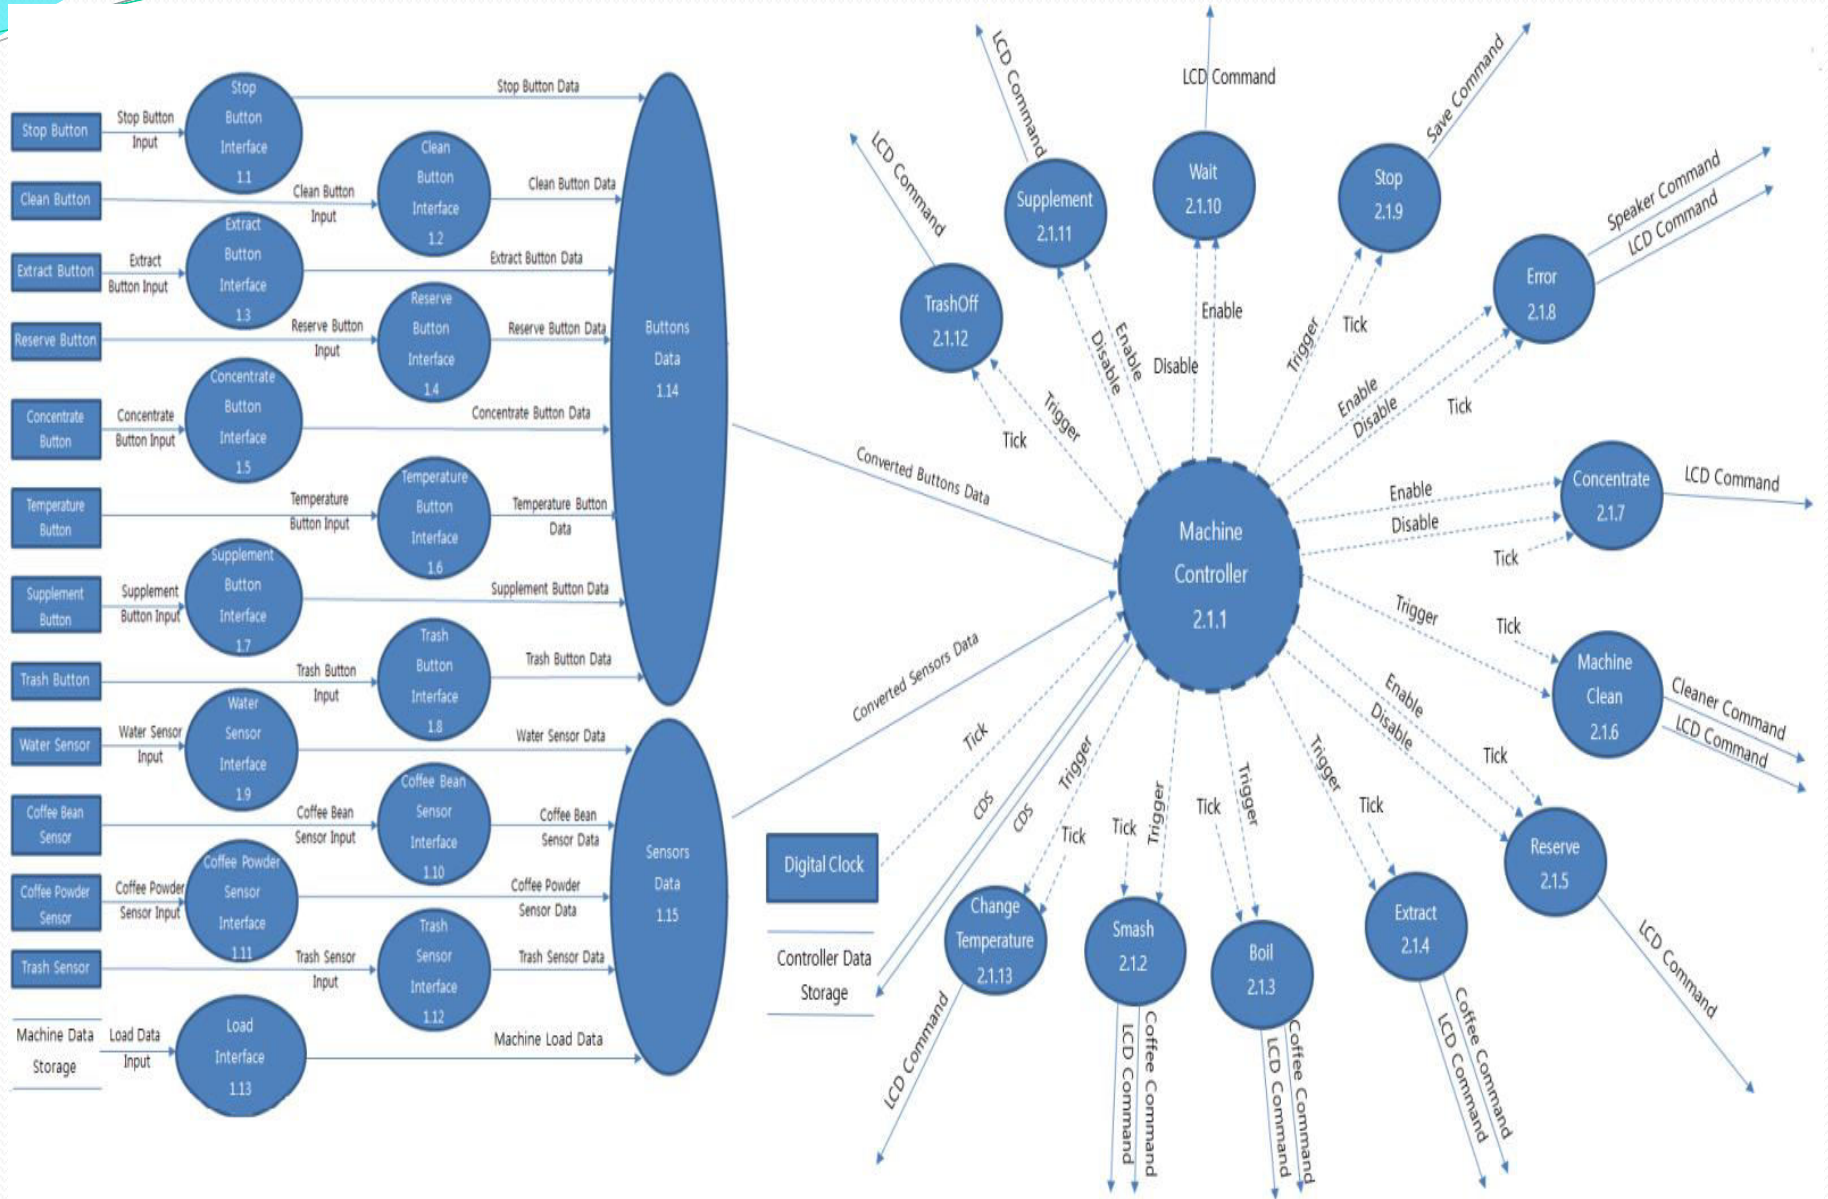 Stop Button
Stop Button
Input
Stop
Button
Interface
1.1
Stop Button Data
Clean Button
Clean Button
Input
Clean
Button
Interface
1.2
Clean Button Data
Extract Button
Extract
Button Input
Extract
Button
Interface
1.3
Extract Button Data
Reserve Button
Reserve Button
Input
Reserve
Button
Interface
1.4
Reserve Button Data
Concentrate
Button
Concentrate
Button Input
Concentrate
Button
Interface
1.5
Concentrate Button Data
Temperature
Button
Temperature
Button Input
Temperature
Button
Interface
1.6
Temperature Button
Data
Supplement
Button
Supplement
Button Input
Supplement
Button
Interface
1.7
Supplement Button Data
Trash Button
Trash Button
Input
Trash
Button
Interface
1.8
Trash Button Data
Water Sensor
Water Sensor
Input
Water
Sensor
Interface
1.9
Water Sensor Data
Coffee Bean
Sensor
Coffee Bean
Sensor Input
Coffee Bean
Sensor
Interface
1.10
Coffee Bean
Sensor Data
Coffee Powder
Sensor
Coffee Powder
Sensor Input
Coffee Powder
Sensor
Interface
1.11
Coffee Powder
Sensor Data
Trash Sensor
Trash Sensor
Input
Trash
Sensor
Interface
1.12
Trash Sensor Data
Machine Data
Storage
Load Data
Input
Load
Interface
1.13
Machine Load Data
Buttons
Data
1.14
Sensors
Data
1.15
Converted Buttons Data
Converted Sensors Data
Digital Clock
Tick
Controller Data
Storage
CDS
CDS
Machine
Controller
2.1.1
LCD Command
TrashOff
2.1.12
Trigger
Tick
LCD Command
Supplement
2.1.11
Enable
Disable
LCD Command
Wait
2.1.10
Enable
Disable
Save Command
Stop
2.1.9
Trigger
Tick
Speaker Command
LCD Command
Error
2.1.8
Enable
Disable
Tick
Concentrate
2.1.7
LCD Command
Enable
Disable
Tick
Trigger
Tick
Machine
Clean
2.1.6
Cleaner Command
LCD Command
Enable
Disable
Tick
Reserve
2.1.5
LCD Command
Trigger
Tick
Extract
2.1.4
Coffee Command
LCD Command
Trigger
Tick
Boil
2.1.3
Coffee Command
LCD Command
Trigger
Tick
Smash
2.1.2
Coffee Command
LCD Command
Trigger
Tick
Change
Temperature
2.1.13
LCD Command